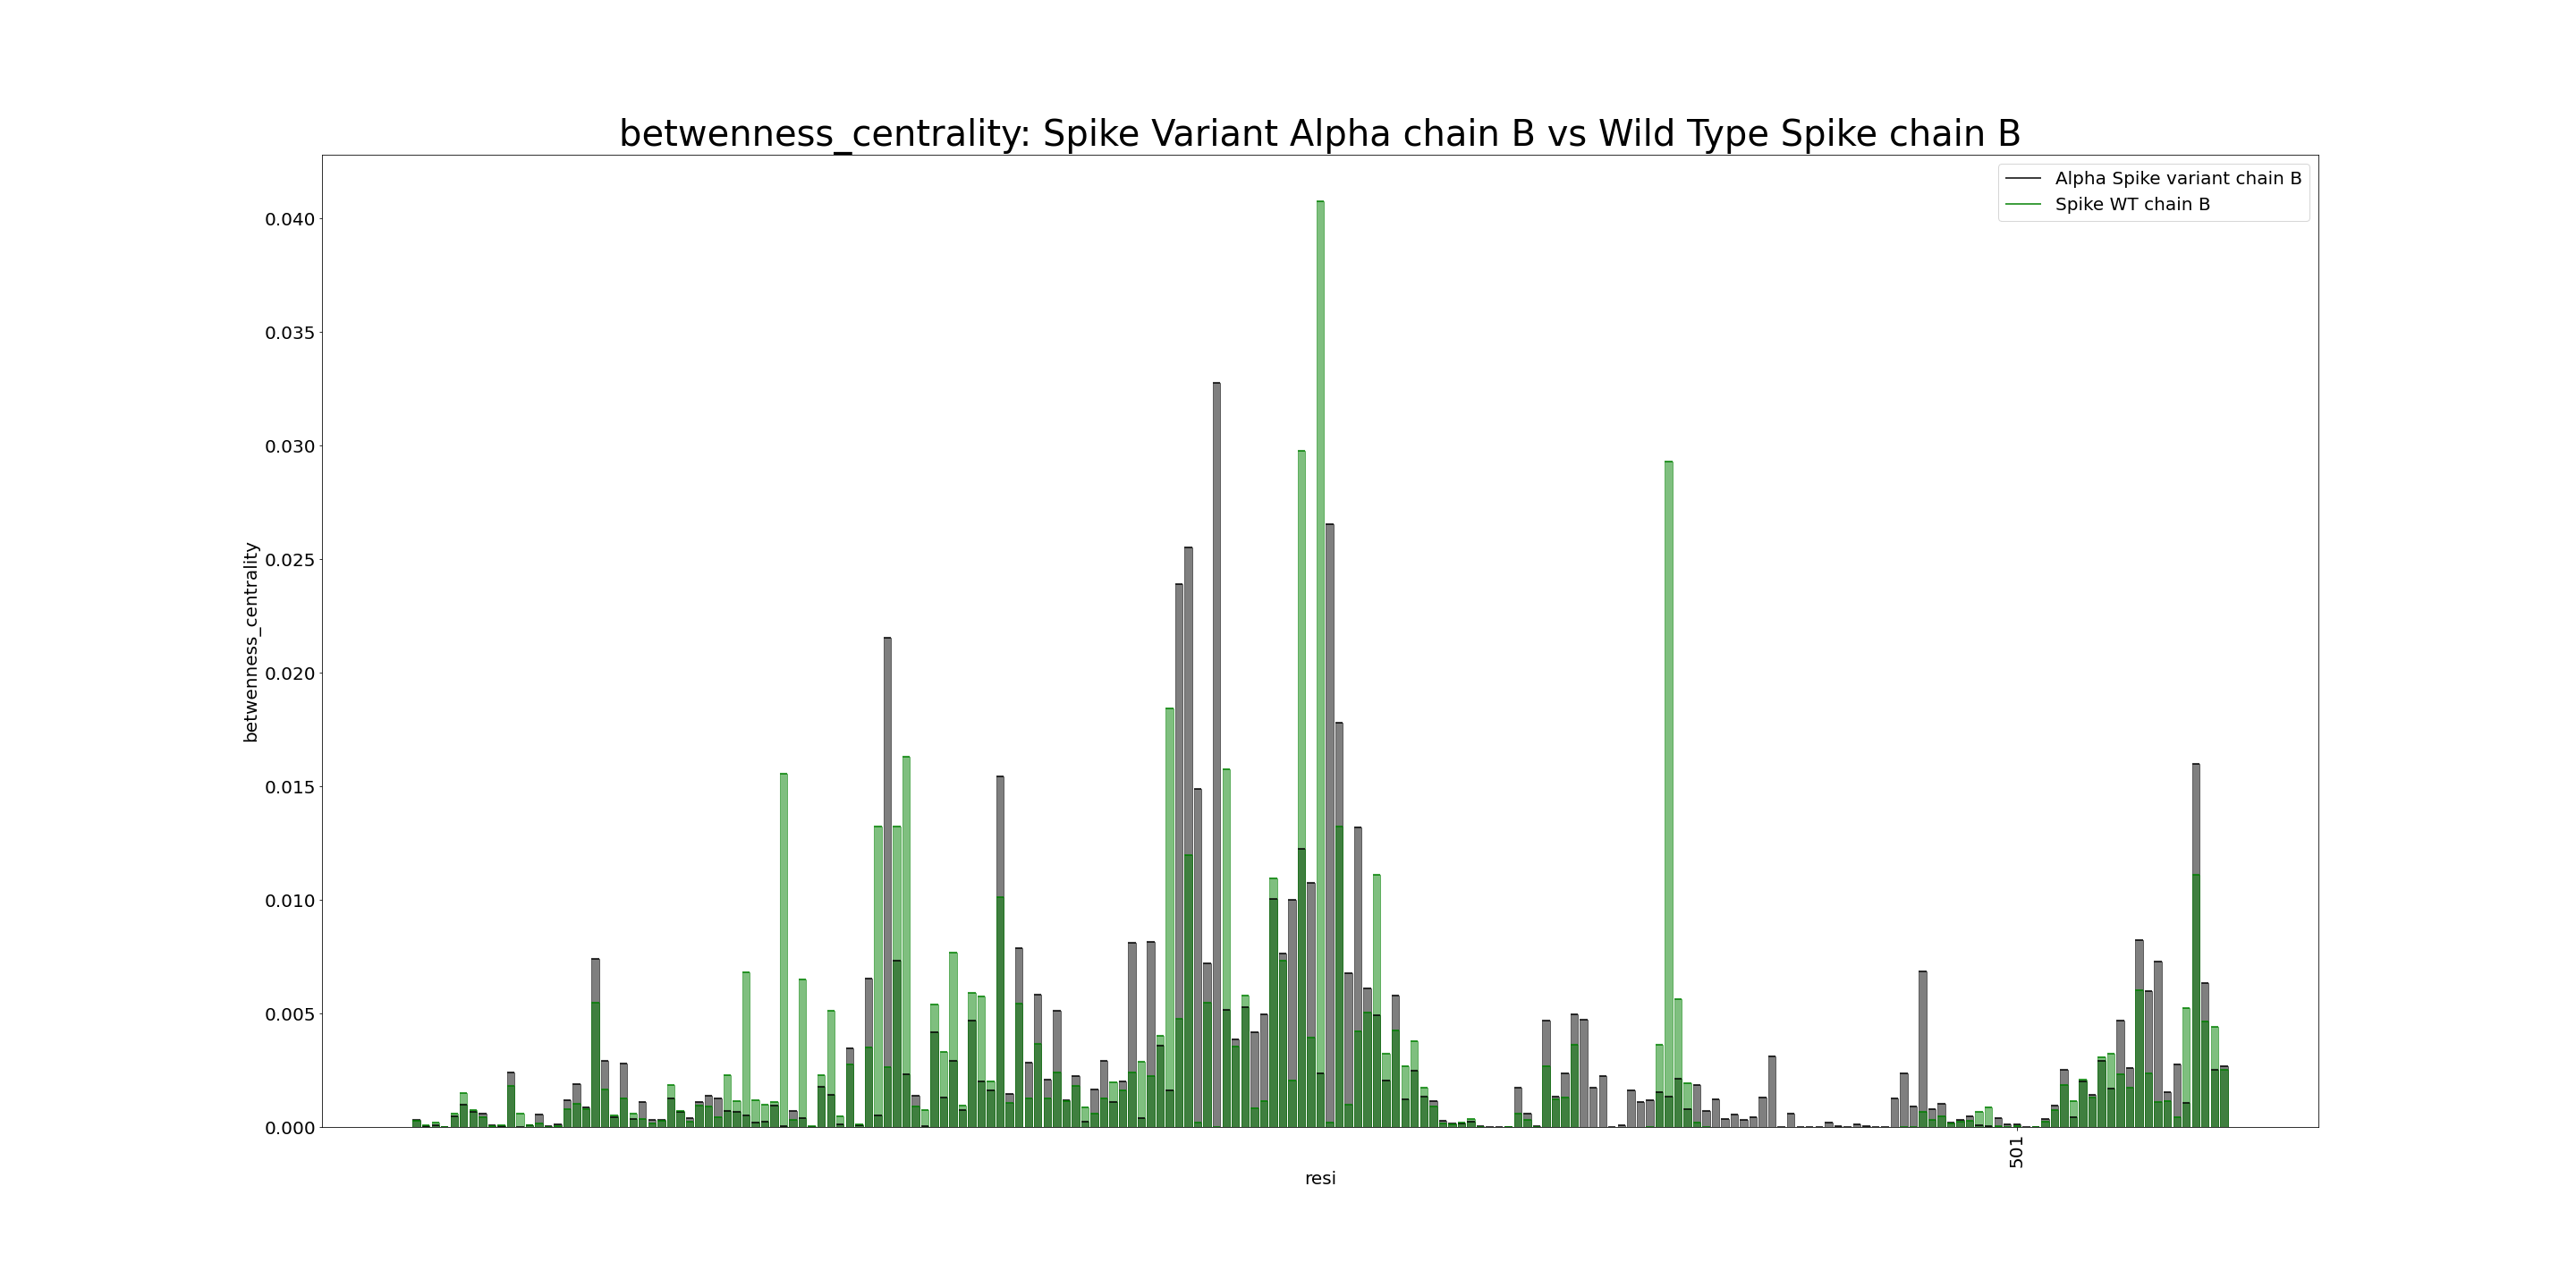 betwenness_centrality: Spike Variant Alpha chain B vs Wild Type Spike chain B
Alpha Spike variant chain B
Spike WT chain B
0.040
0.035
0.030
0.025
0.020
0.015
0.010
0.005
0.000
betwenness_centrality
501
resi